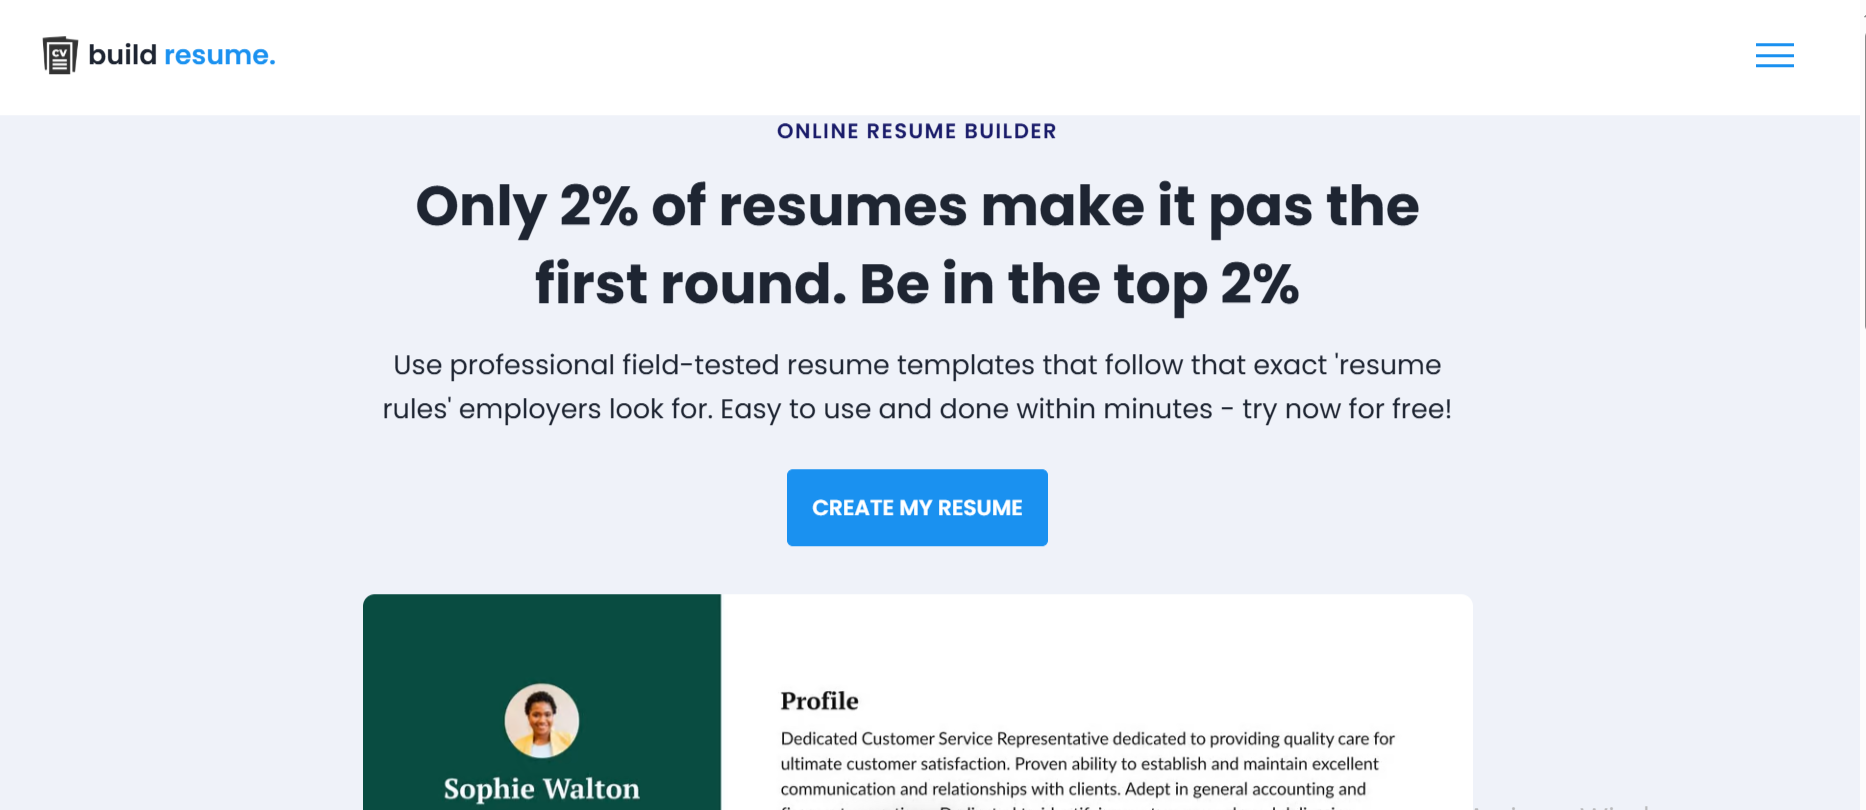 CV build resume.
ONLINE RESUME BUILDER
Only 2% of resumes make it pas the
first round. Be in the top 2%
Use professional field-tested resume templates that follow that exact 'resume
rules' employers look for. Easy to use and done within minutes - try now for free!
CREATE MY RESUME
Sophie Walton
Profile
Dedicated Customer Service Representative dedicated to providing quality care for
ultimate customer satisfaction. Proven ability to establish and maintain excellent
communication and relationships with clients. Adept in general accounting and